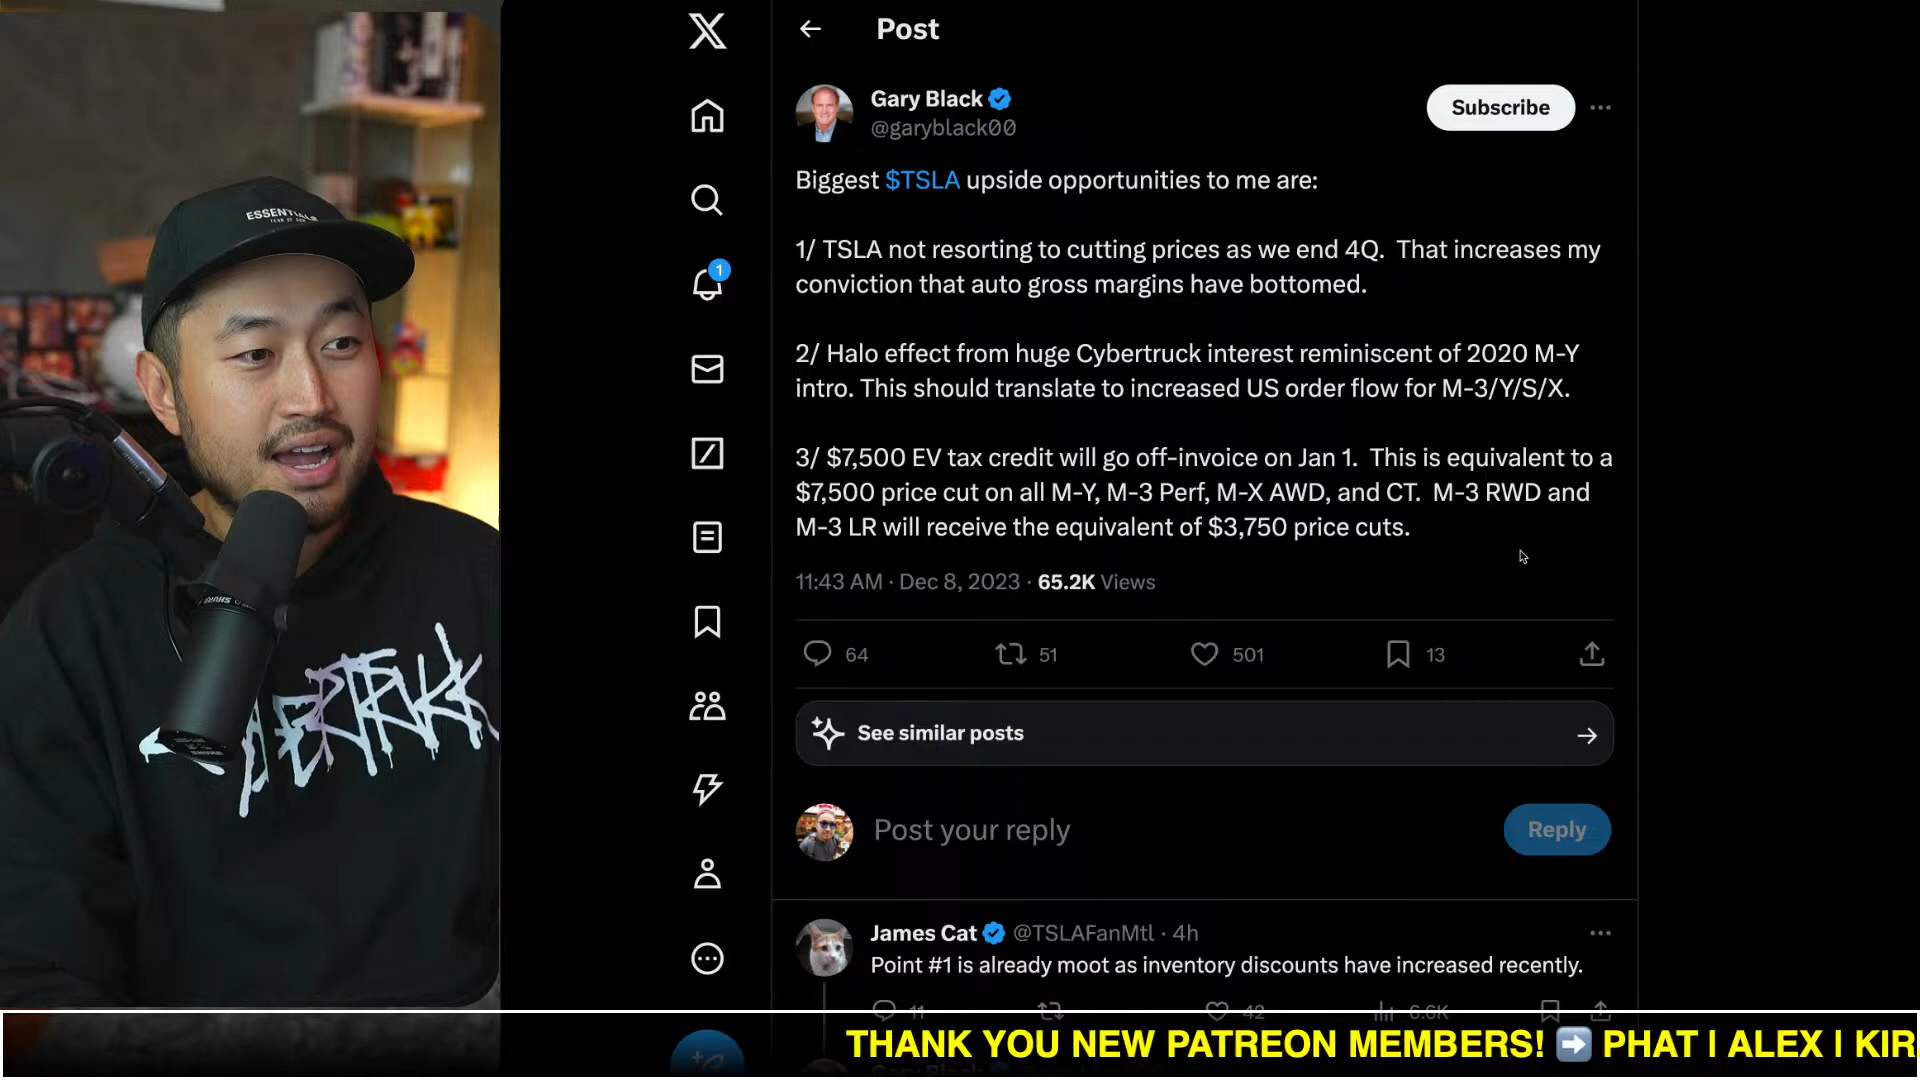 Post
Gary Black
@garyblack00
Subscribe
ESSENTIALS
Biggest $TSLA upside opportunities to me are:
1/ TSLA not resorting to cutting prices as we end 4Q. That increases my
conviction that auto gross margins have bottomed.
2/ Halo effect from huge Cybertruck interest reminiscent of 2020 M-Y
intro. This should translate to increased US order flow for M-3/Y/S/X.
3/ $7,500 EV tax credit will go off-invoice on Jan 1. This is equivalent to a
$7,500 price cut on all M-Y, M-3 Perf, M-X AWD, and CT. M-3 RWD and
M-3 LR will receive the equivalent of $3,750 price cuts.
11:43 AM · Dec 8, 2023 · 65.2K Views
64 51 501 13
See similar posts
Post your reply
Reply
James Cat @TSLAFanMtl · 4h
Point #1 is already moot as inventory discounts have increased recently.
11 42 6.6K
THANK YOU NEW PATREON MEMBERS! ➡️ PHAT | ALEX | KIR
1
SHURE